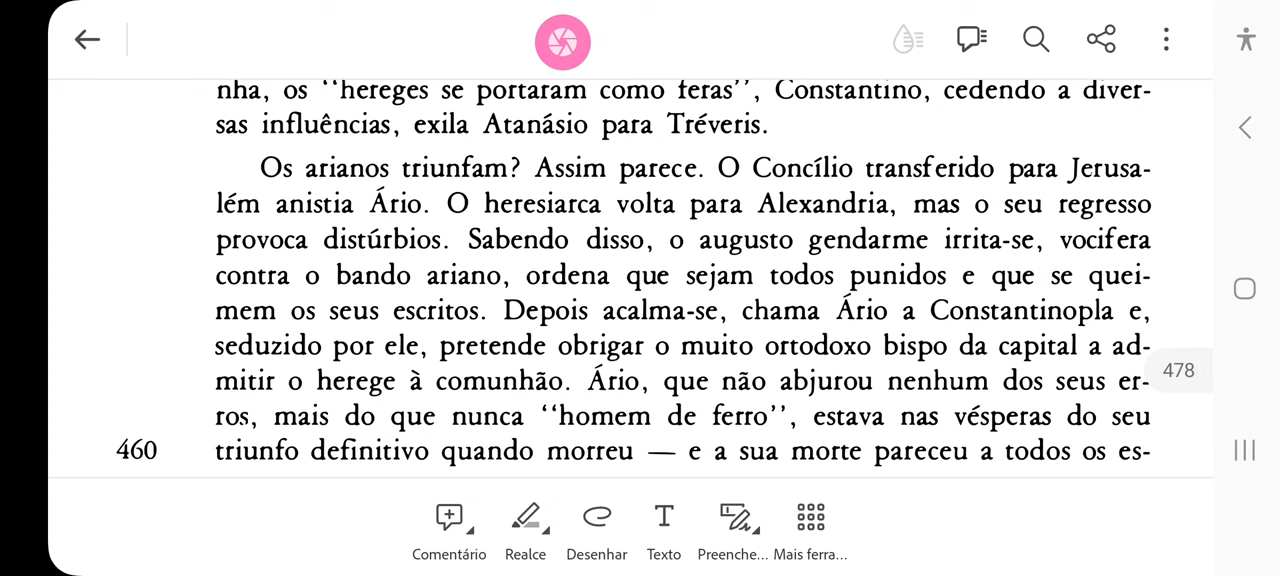 nha, os ‘‘hereges se portaram como feras’’, Constantino, cedendo a diver-
sas influências, exila Atanásio para Tréveris.
Os arianos triunfam? Assim parece. O Concílio transferido para Jerusa-
lém anistia Ário. O heresiarca volta para Alexandria, mas o seu regresso
provoca distúrbios. Sabendo disso, o augusto gendarme irrita-se, vocifera
contra o bando ariano, ordena que sejam todos punidos e que se quei-
mem os seus escritos. Depois acalma-se, chama Ário a Constantinopla e,
seduzido por ele, pretende obrigar o muito ortodoxo bispo da capital a ad-
mitir o herege à comunhão. Ário, que não abjurou nenhum dos seus er-
478
ros, mais do que nunca ‘‘homem de ferro’’, estava nas vésperas do seu
460 triunfo definitivo quando morreu — e a sua morte pareceu a todos os es-
Comentário Realce Desenhar Texto Preenche... Mais ferra...